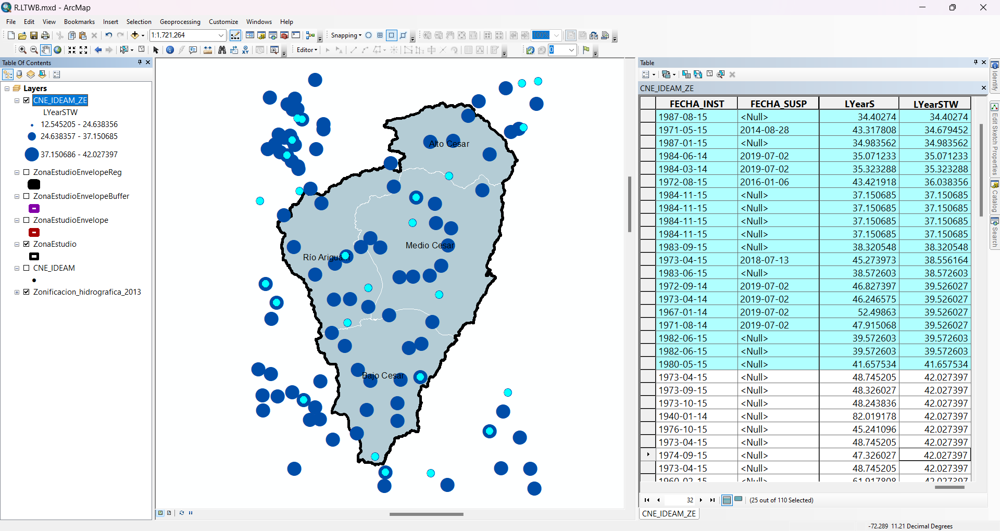 R.LTWB.mxd - ArcMap
File Edit View Bookmarks Insert Selection Geoprocessing Customize Windows Help
1:1,721,264 Snapping 100%
Editor 0
Table Of Contents
Layers
CNE_IDEAM_ZE
LYearSTW
12.545205 - 24.638356
24.638357 - 37.150685
37.150686 - 42.027397
ZonaEstudioEnvelopeReg
ZonaEstudioEnvelopeBuffer
ZonaEstudioEnvelope
ZonaEstudio
CNE_IDEAM
Zonificacion_hidrografica_2013
Alto Cesar
Medio Cesar
Río Ariguaní
Bajo Cesar
Table
CNE_IDEAM_ZE
FECHA_INST FECHA_SUSP LYearS LYearSTW
1987-08-15 <Null> 34.40274 34.40274
1971-05-15 2014-08-28 43.317808 34.679452
1987-01-15 <Null> 34.983562 34.983562
1984-06-14 2019-07-02 35.071233 35.071233
1984-03-14 2019-07-02 35.323288 35.323288
1972-08-15 2016-01-06 43.421918 36.038356
1984-11-15 <Null> 37.150685 37.150685
1984-11-15 <Null> 37.150685 37.150685
1984-11-15 <Null> 37.150685 37.150685
1984-11-15 <Null> 37.150685 37.150685
1983-09-15 <Null> 38.320548 38.320548
1973-04-15 2018-07-13 45.273973 38.556164
1983-06-15 <Null> 38.572603 38.572603
1972-09-14 2019-07-02 46.827397 39.526027
1973-04-14 2019-07-02 46.246575 39.526027
1967-01-14 2019-07-02 52.49863 39.526027
1971-08-14 2019-07-02 47.915068 39.526027
1982-06-15 <Null> 39.572603 39.572603
1982-06-15 <Null> 39.572603 39.572603
1980-05-15 <Null> 41.657534 41.657534
1973-04-15 <Null> 48.745205 42.027397
1973-09-15 <Null> 48.326027 42.027397
1973-10-15 <Null> 48.243836 42.027397
1940-01-14 <Null> 82.019178 42.027397
1976-10-15 <Null> 45.241096 42.027397
1973-04-15 <Null> 48.745205 42.027397
1974-09-15 <Null> 47.326027 42.027397
1973-04-15 <Null> 48.745205 42.027397
1960-02-15 <Null> 61.917808 42.027397
32 (25 out of 110 Selected)
CNE_IDEAM_ZE
Identify
Edit Sketch Properties
Catalog
Search
-72.289 11.21 Decimal Degrees